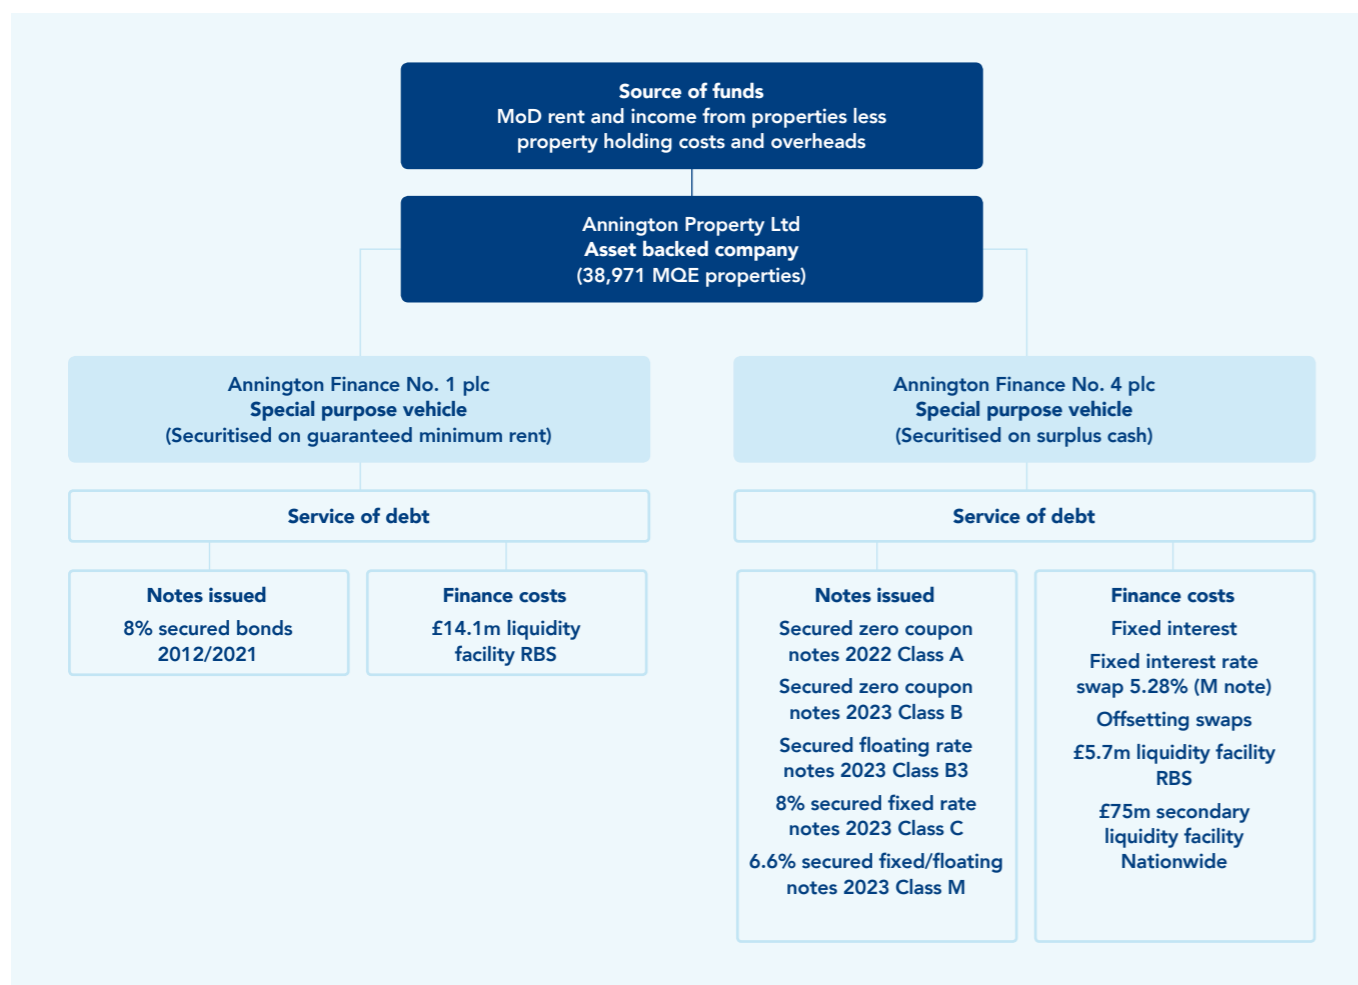 Source of funds
MoD rent and income from properties less
property holding costs and overheads
Annington Property Ltd
Asset backed company
(38,971 MQE properties)
Annington Finance No. 1 plc
Special purpose vehicle
(Securitised on guaranteed minimum rent)
Service of debt
Notes issued
8% secured bonds
2012/2021
Finance costs
£14.1m liquidity
facility RBS
Annington Finance No. 4 plc
Special purpose vehicle
(Securitised on surplus cash)
Service of debt
Notes issued
Secured zero coupon
notes 2022 Class A
Secured zero coupon
notes 2023 Class B
Secured floating rate
notes 2023 Class B3
8% secured fixed rate
notes 2023 Class C
6.6% secured fixed/floating
notes 2023 Class M
Finance costs
Fixed interest
Fixed interest rate
swap 5.28% (M note)
Offsetting swaps
£5.7m liquidity facility
RBS
£75m secondary
liquidity facility
Nationwide